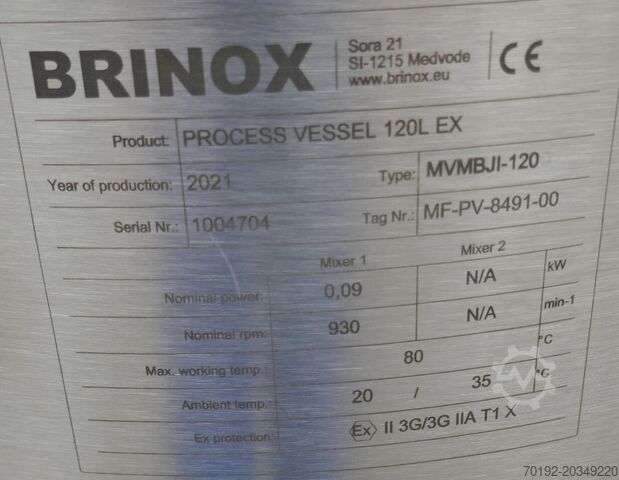 BRINOX
Sora 21
SI-1215 Medvode
www.brinox.eu
CE
Product: PROCESS VESSEL 120L EX
Year of production: 2021 Type: MVMBJI-120
Serial Nr.: 1004704 Tag Nr.: MF-PV-8491-00
Mixer 1 Mixer 2
Nominal power: 0,09 N/A kW
Nominal rpm: 930 N/A min-1
Max. working temp.: 80 °C
Ambient temp.: 20 / 35 °C
Ex protection: Ex II 3G/3G IIA T1 X
70192-20349220